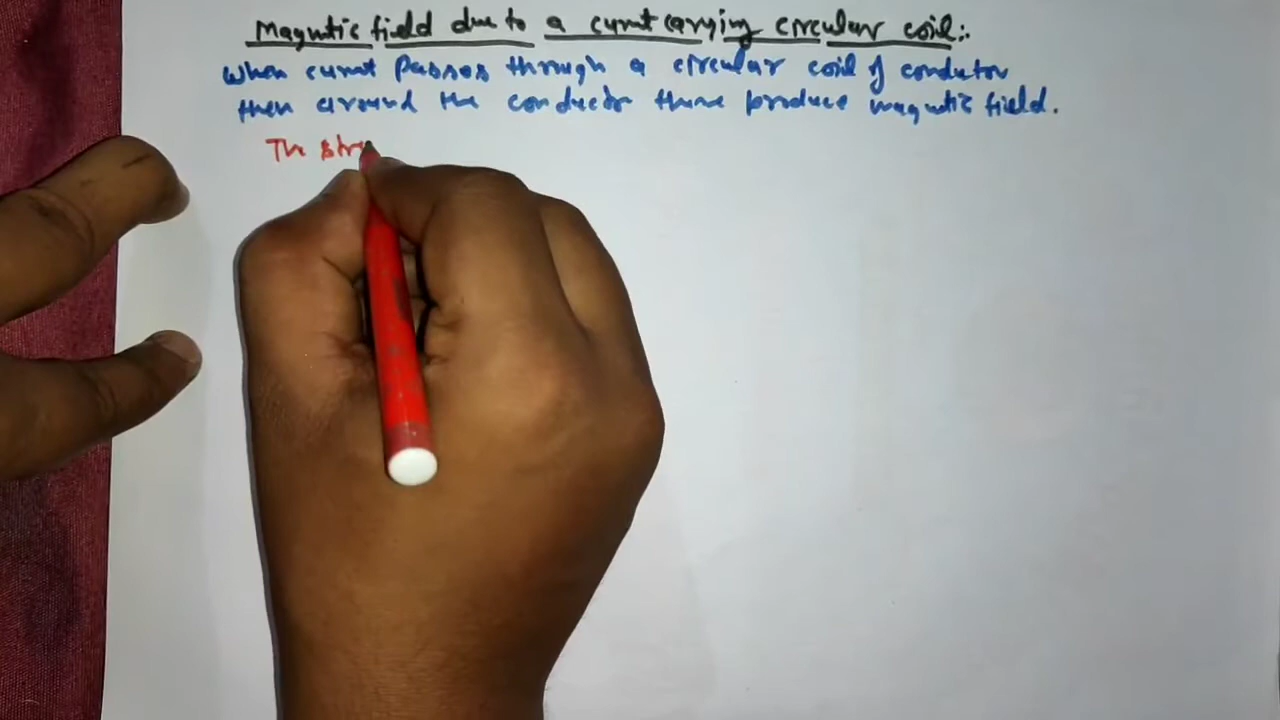 Magnetic field due to a current carrying circular coil:-
When current passes through a circular coil of conductor
then around the conductor there produce magnetic field.
The stre